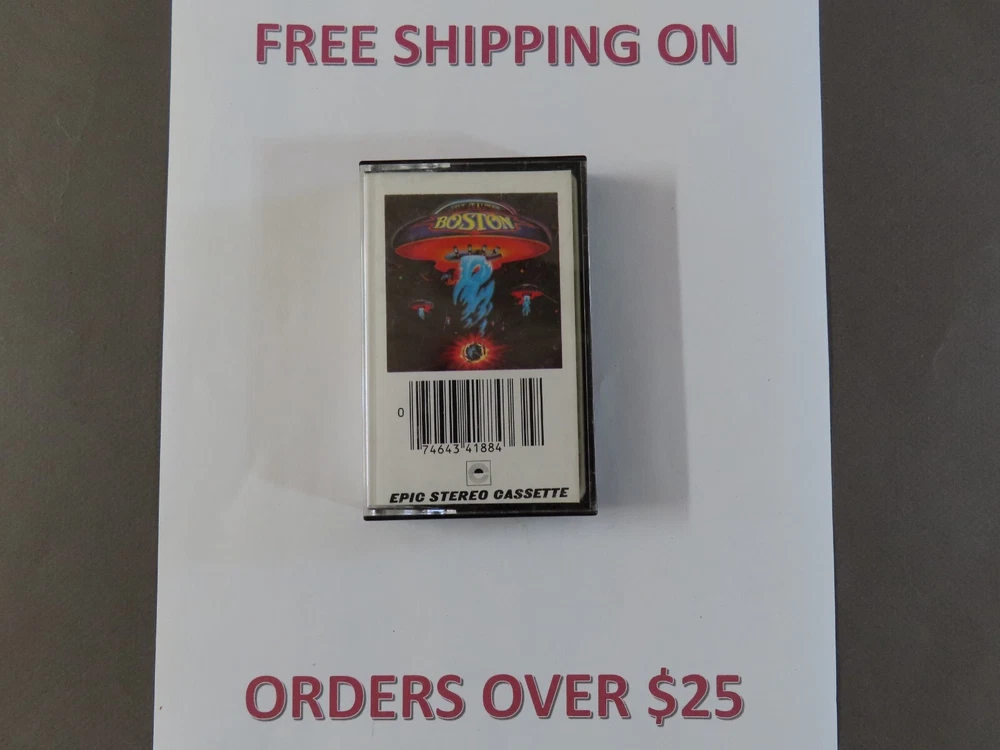 FREE SHIPPING ON
BOSTON
0
74643 41884
EPIC STEREO CASSETTE
ORDERS OVER $25